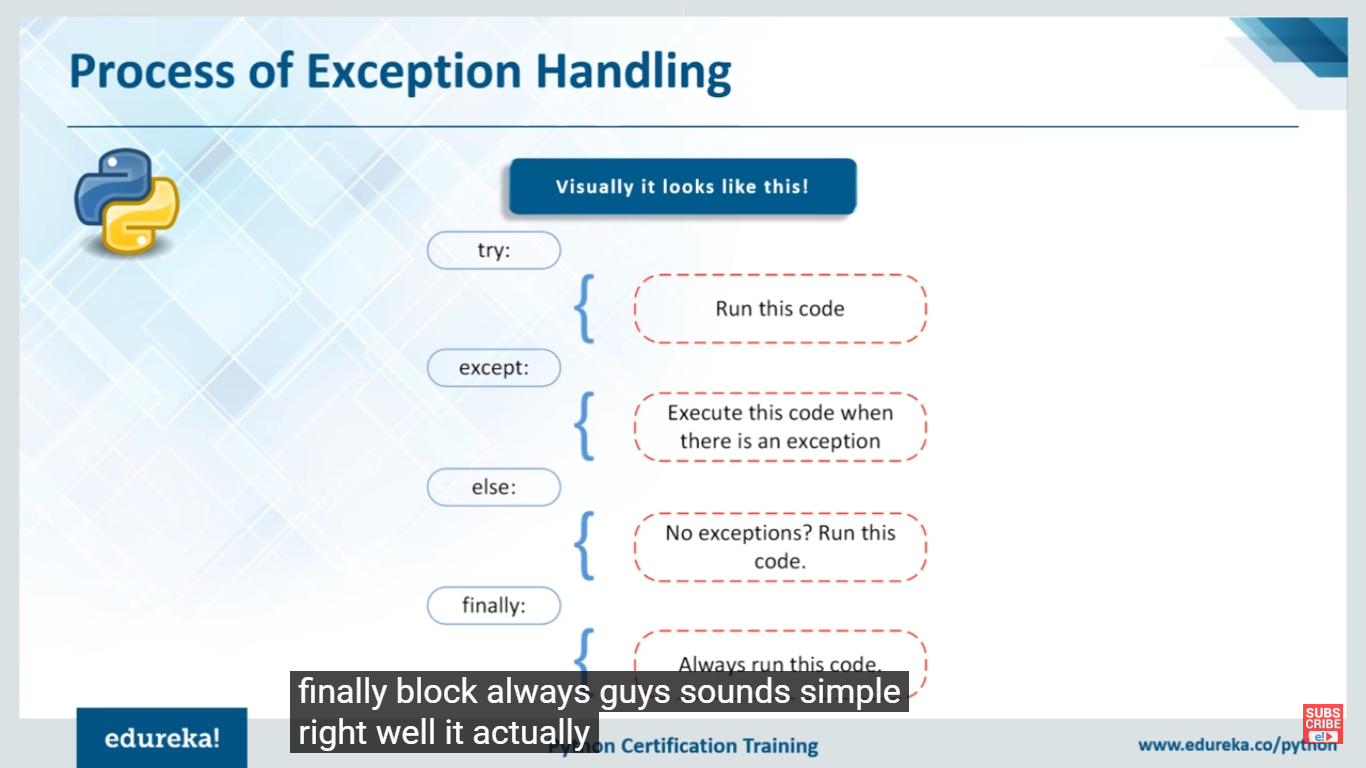 Process of Exception Handling
Visually it looks like this!
try:
Run this code
except:
Execute this code when
there is an exception
else:
No exceptions? Run this
code.
finally:
Always run this code.
finally block always guys sounds simple
right well it actually
edureka!
Python Certification Training
SUBS
CRIBE
e!
www.edureka.co/python